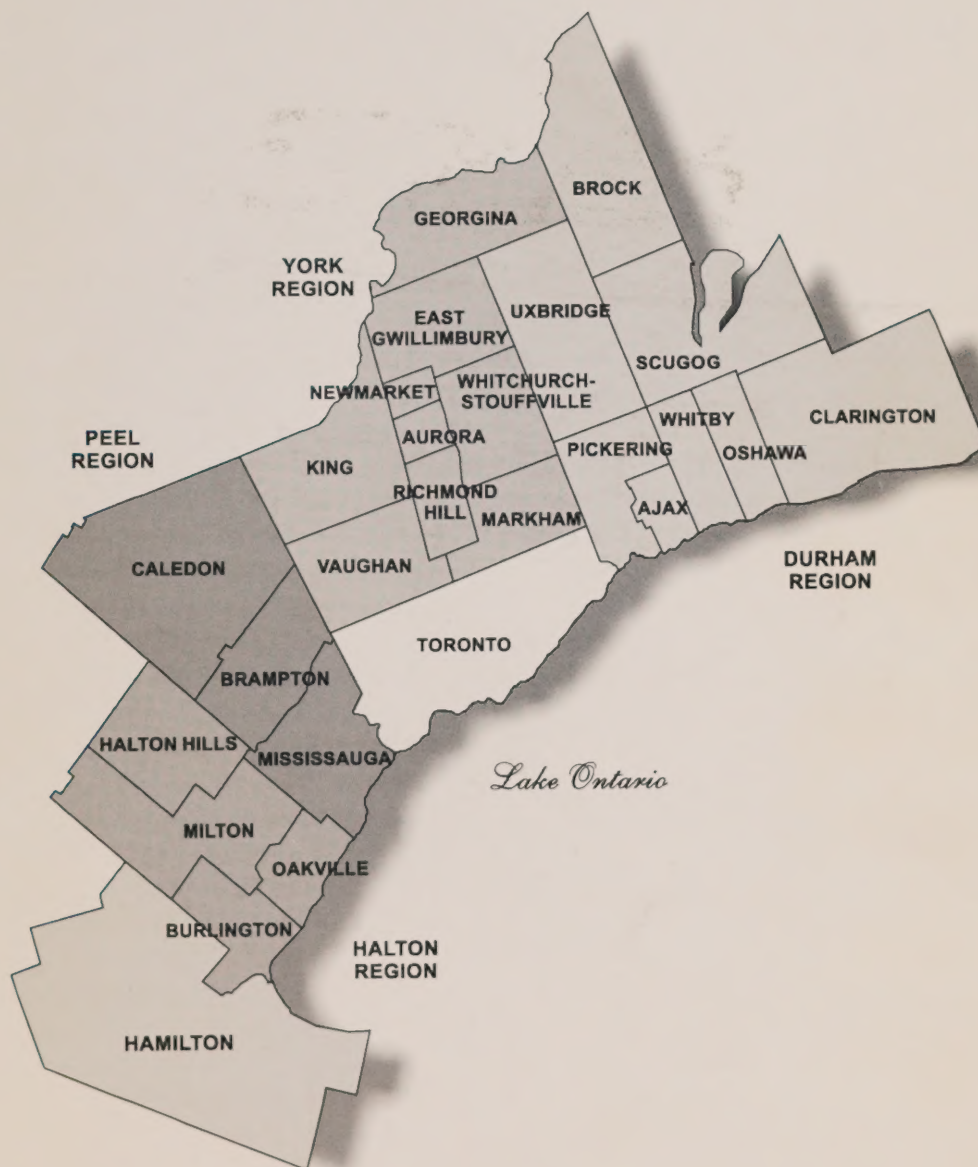 BROCK
GEORGINA
YORK
REGION
UXBRIDGE
EAST
GWILLIMBURY
SCUGOG
NEWMARKET
WHITCHURCH-
STOUFFVILLE
WHITBY
CLARINGTON
PEEL
REGION
AURORA
PICKERING
OSHAWA
KING
RICHMOND
HILL
AJAX
MARKHAM
VAUGHAN
DURHAM
REGION
CALEDON
TORONTO
BRAMPTON
HALTON HILLS
MISSISSAUGA
Lake Ontario
MILTON
OAKVILLE
BURLINGTON
HALTON
REGION
HAMILTON